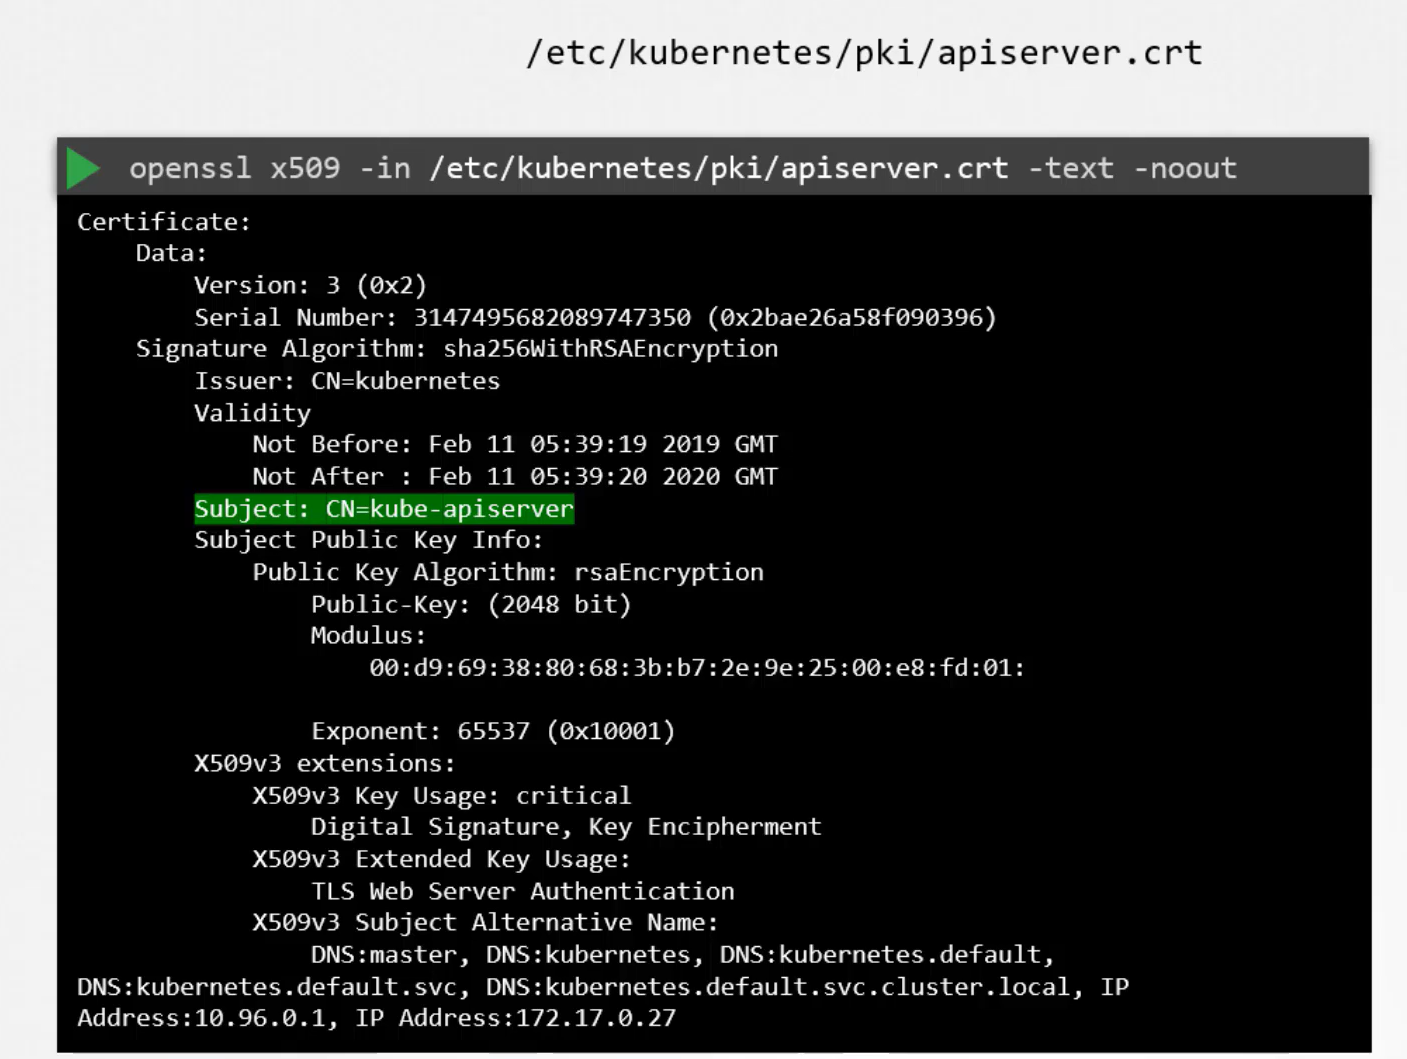 /etc/kubernetes/pki/apiserver.crt
openssl x509 -in /etc/kubernetes/pki/apiserver.crt -text -noout
Certificate:
Data:
Version: 3 (0x2)
Serial Number: 3147495682089747350 (0x2bae26a58f090396)
Signature Algorithm: sha256WithRSAEncryption
Issuer: CN=kubernetes
Validity
Not Before: Feb 11 05:39:19 2019 GMT
Not After : Feb 11 05:39:20 2020 GMT
Subject: CN=kube-apiserver
Subject Public Key Info:
Public Key Algorithm: rsaEncryption
Public-Key: (2048 bit)
Modulus:
00:d9:69:38:80:68:3b:b7:2e:9e:25:00:e8:fd:01:
Exponent: 65537 (0x10001)
X509v3 extensions:
X509v3 Key Usage: critical
Digital Signature, Key Encipherment
X509v3 Extended Key Usage:
TLS Web Server Authentication
X509v3 Subject Alternative Name:
DNS:master, DNS:kubernetes, DNS:kubernetes.default,
DNS:kubernetes.default.svc, DNS:kubernetes.default.svc.cluster.local, IP
Address:10.96.0.1, IP Address:172.17.0.27